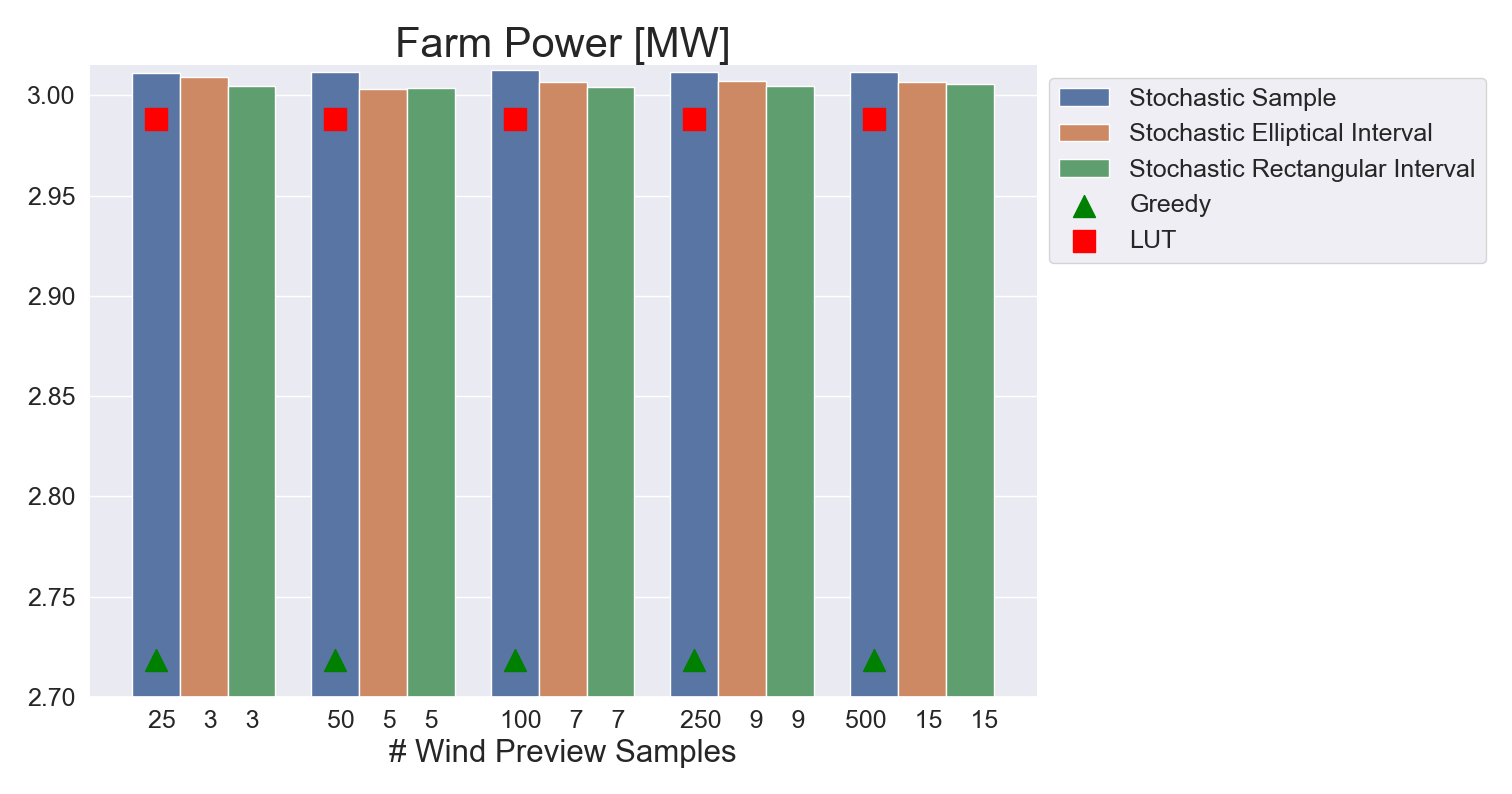 Farm Power [MW]
3.00
2.95
2.90
2.85
2.80
2.75
2.70
25 3 3 50 5 5 100 7 7 250 9 9 500 15 15
# Wind Preview Samples
Stochastic Sample
Stochastic Elliptical Interval
Stochastic Rectangular Interval
Greedy
LUT